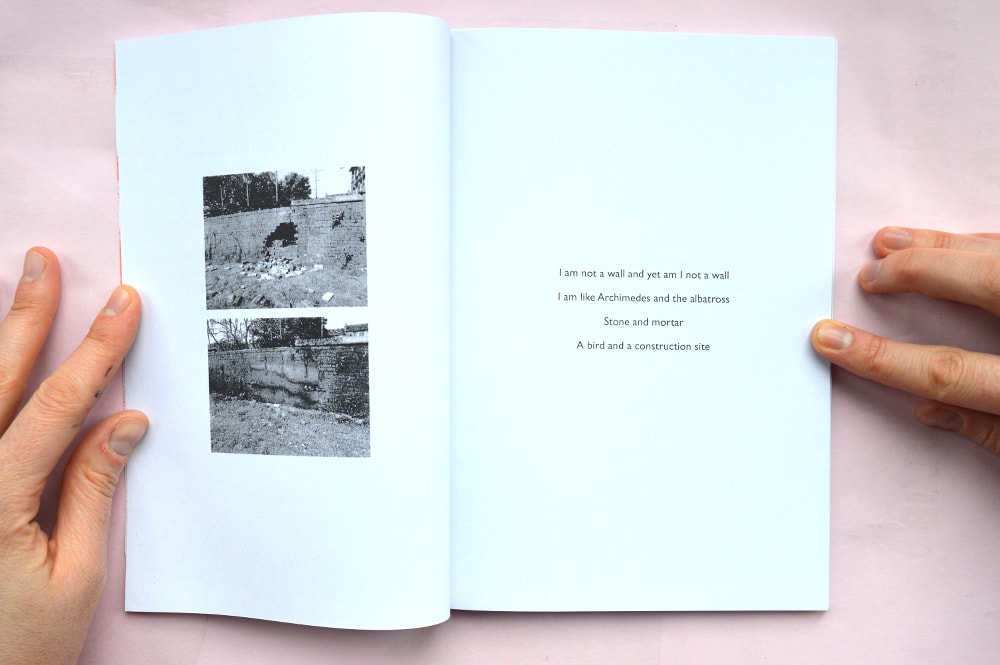 I am not a wall and yet am I not a wall
I am like Archimedes and the albatross
Stone and mortar
A bird and a construction site